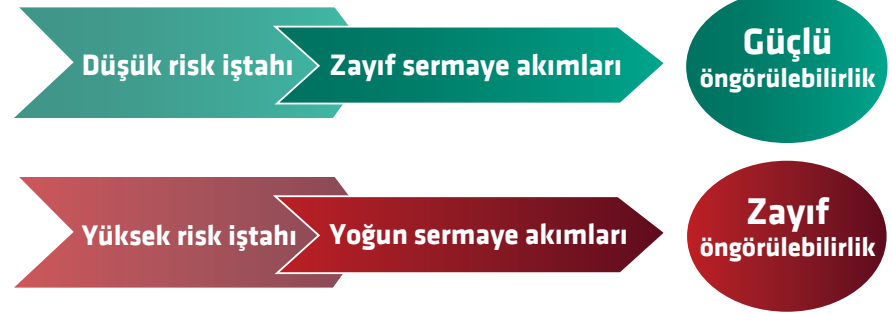 Düşük risk iştahı
Zayıf sermaye akımları
Güçlü
öngörülebilirlik
Yüksek risk iştahı
Yoğun sermaye akımları
Zayıf
öngörülebilirlik